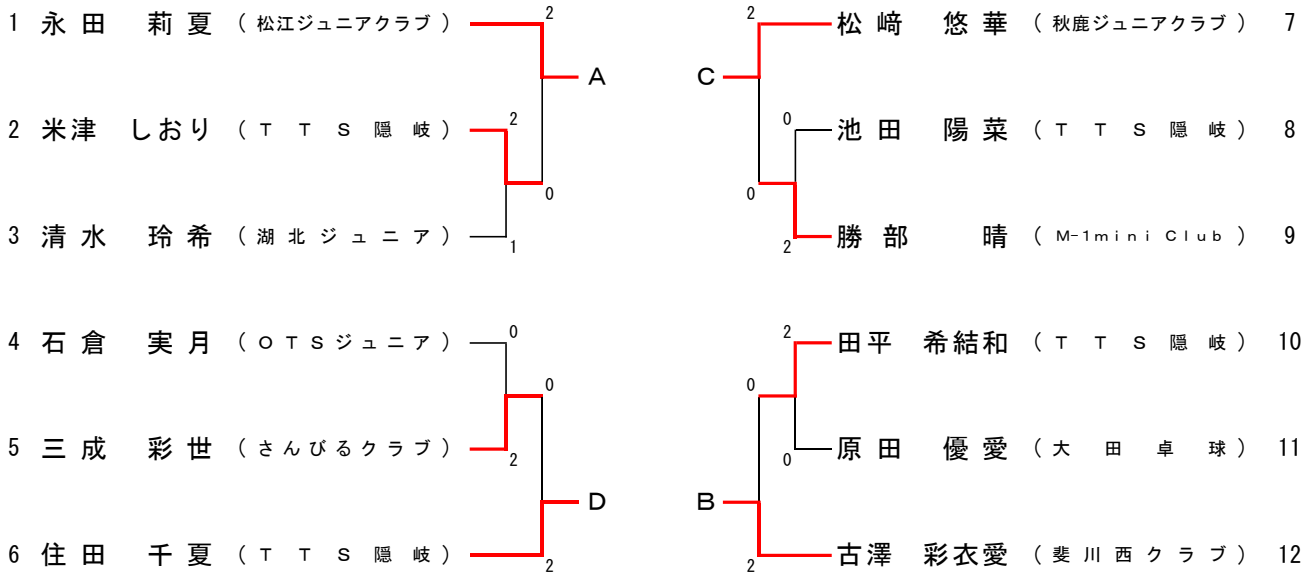 1 永田 莉夏 (松江ジュニアクラブ) 2
2 松﨑 悠華 (秋鹿ジュニアクラブ) 7
A
C
2 米津 しおり (TTS隠岐) 2
0 池田 陽菜 (TTS隠岐) 8
0
0
3 清水 玲希 (湖北ジュニア) 1
2 勝部 晴 (M-1mini Club) 9
4 石倉 実月 (OTSジュニア) 0
2 田平 希結和 (TTS隠岐) 10
0
0
5 三成 彩世 (さんびるクラブ) 2
0 原田 優愛 (大田卓球) 11
D
B
6 住田 千夏 (TTS隠岐) 2
2 古澤 彩衣愛 (斐川西クラブ) 12